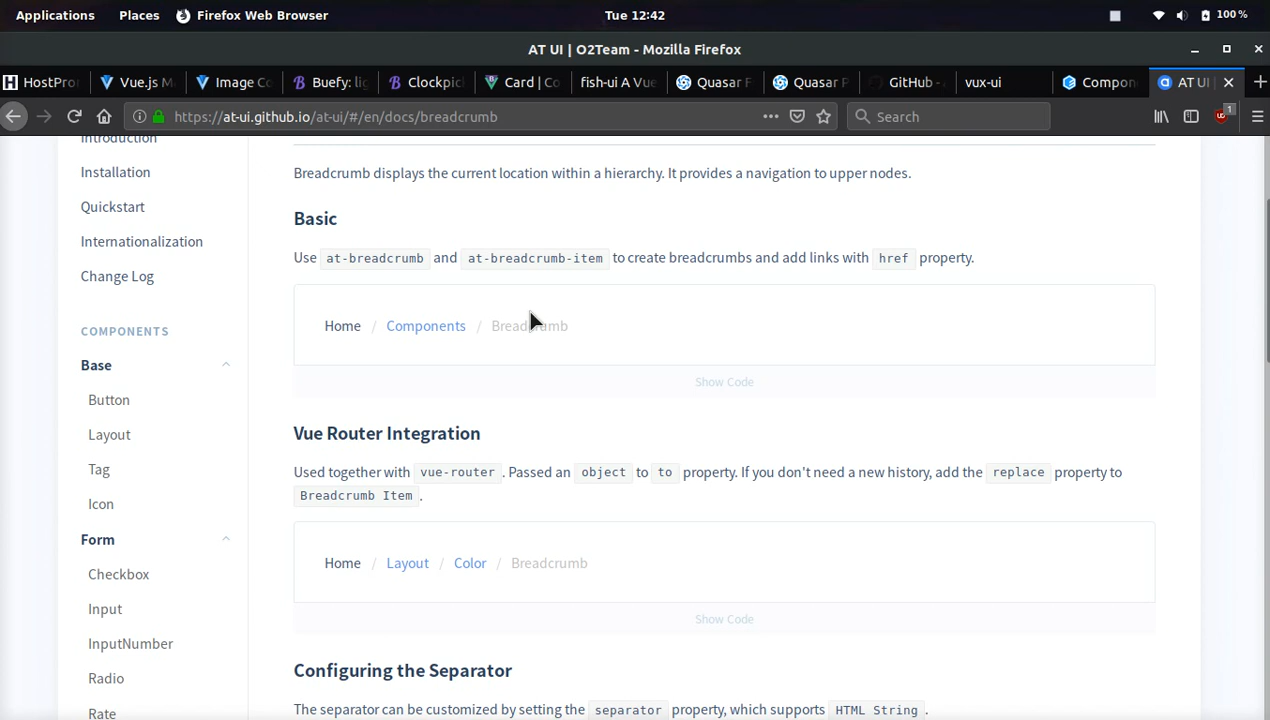 Applications Places Firefox Web Browser Tue 12:42 100%
AT UI | O2Team - Mozilla Firefox
HostPro Vue.js M Image Co Buefy: lig Clockpic Card | Co fish-ui A Vue Quasar F Quasar F GitHub - vux-ui Compon AT UI |
https://at-ui.github.io/at-ui/#/en/docs/breadcrumb Search 1
Introduction
Installation
Quickstart
Internationalization
Change Log
COMPONENTS
Base
Button
Layout
Tag
Icon
Form
Checkbox
Input
InputNumber
Radio
Rate
Breadcrumb displays the current location within a hierarchy. It provides a navigation to upper nodes.
Basic
Use at-breadcrumb and at-breadcrumb-item to create breadcrumbs and add links with href property.
Home / Components / Breadcrumb
Show Code
Vue Router Integration
Used together with vue-router . Passed an object to to property. If you don't need a new history, add the replace property to
Breadcrumb Item .
Home / Layout / Color / Breadcrumb
Show Code
Configuring the Separator
The separator can be customized by setting the separator property, which supports HTML String .